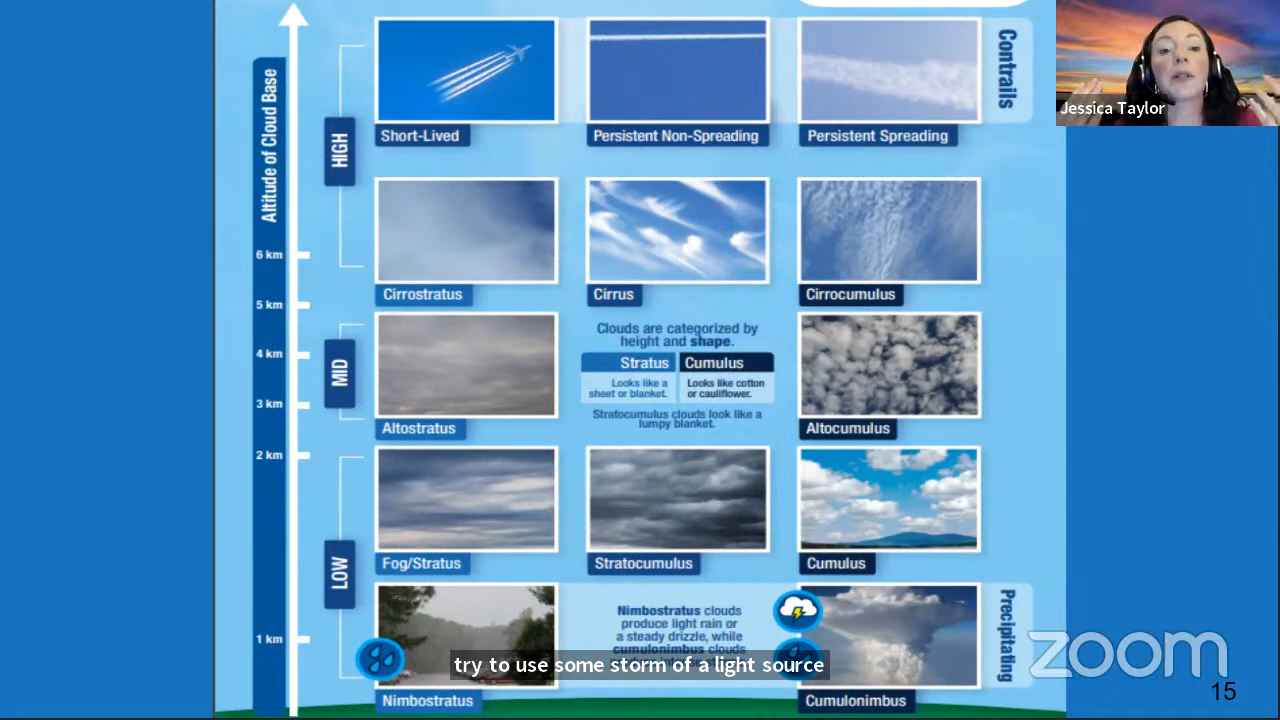 Altitude of Cloud Base
HIGH
MID
LOW
6 km
5 km
4 km
3 km
2 km
1 km
Contrails
Short-Lived
Persistent Non-Spreading
Persistent Spreading
Cirrostratus
Cirrus
Cirrocumulus
Clouds are categorized by
height and shape.
Stratus Cumulus
Looks like a
sheet or blanket.
Looks like cotton
or cauliflower.
Stratocumulus clouds look like a
lumpy blanket.
Altostratus
Altocumulus
Fog/Stratus
Stratocumulus
Cumulus
Nimbostratus clouds
produce light rain or
a steady drizzle, while
cumulonimbus clouds
Precipitating
Nimbostratus
Cumulonimbus
try to use some storm of a light source
Jessica Taylor
zoom
15